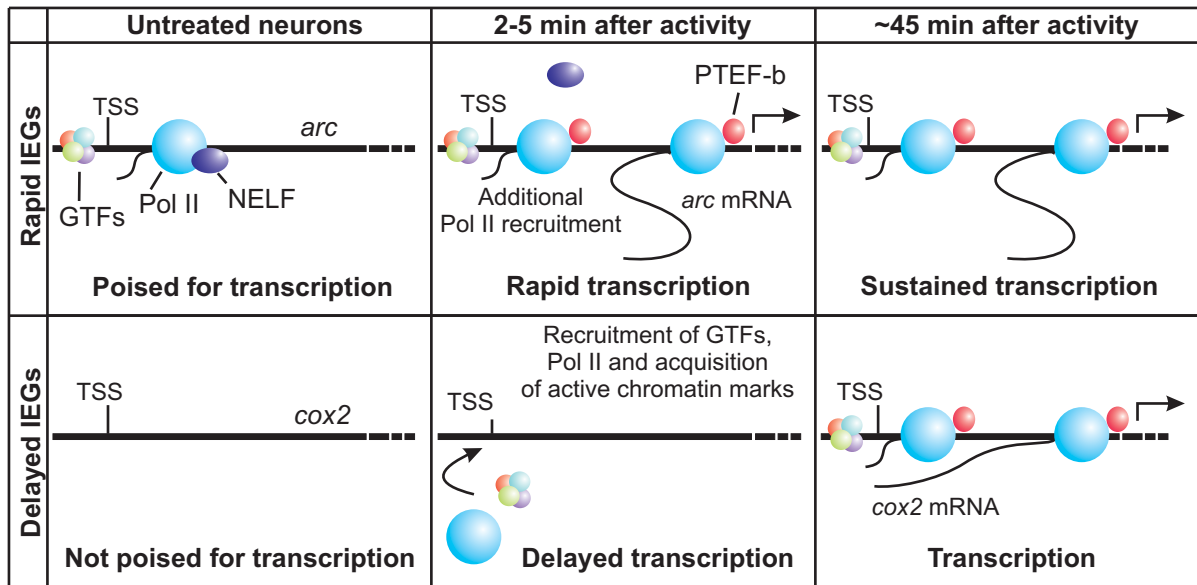 Untreated neurons
2-5 min after activity
~45 min after activity
Rapid IEGs
TSS
arc
GTFs
Pol II
NELF
Poised for transcription
PTEF-b
TSS
Additional
Pol II recruitment
arc mRNA
Rapid transcription
TSS
Sustained transcription
Delayed IEGs
TSS
cox2
Not poised for transcription
Recruitment of GTFs,
Pol II and acquisition
of active chromatin marks
TSS
Delayed transcription
TSS
cox2 mRNA
Transcription